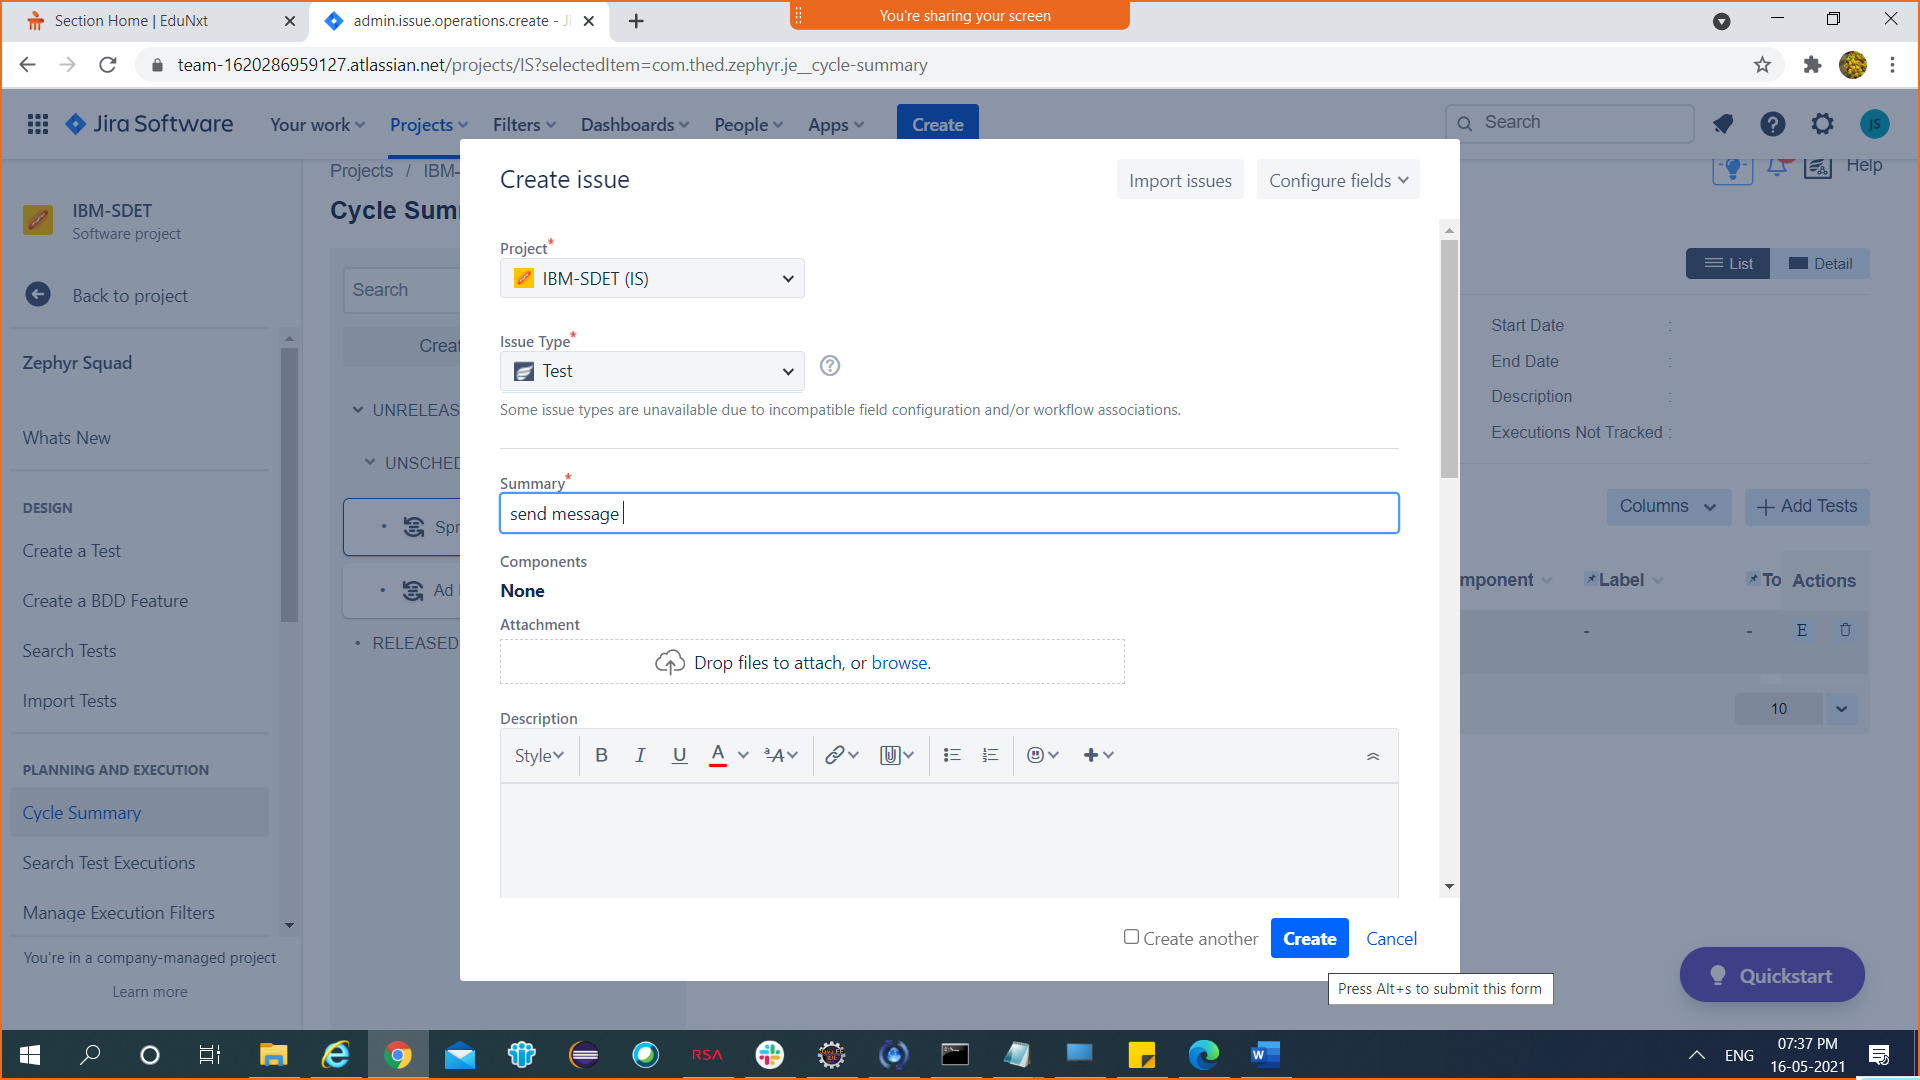 Section Home | EduNxt
admin.issue.operations.create - Ji
You're sharing your screen
team-1620286959127.atlassian.net/projects/IS?selectedItem=com.thed.zephyr.je__cycle-summary
Jira Software
Your work
Projects
Filters
Dashboards
People
Apps
Create
Search
JS
Projects / IBM-
Help
Cycle Sum
IBM-SDET
Software project
Back to project
Zephyr Squad
Whats New
DESIGN
Create a Test
Create a BDD Feature
Search Tests
Import Tests
PLANNING AND EXECUTION
Cycle Summary
Search Test Executions
Manage Execution Filters
You're in a company-managed project
Learn more
Search
Creat
UNRELEAS
UNSCHED
Spr
Ad
RELEASED
Create issue
Import issues
Configure fields
Project*
IBM-SDET (IS)
Issue Type*
Test
Some issue types are unavailable due to incompatible field configuration and/or workflow associations.
Summary*
send message
Components
None
Attachment
Drop files to attach, or browse.
Description
Style
B I U A ªA
Create another
Create
Cancel
Press Alt+s to submit this form
List
Detail
Start Date :
End Date :
Description :
Executions Not Tracked :
Columns
+ Add Tests
mponent
Label
To
Actions
- - E
10
Quickstart
RSA
ENG
07:37 PM
16-05-2021